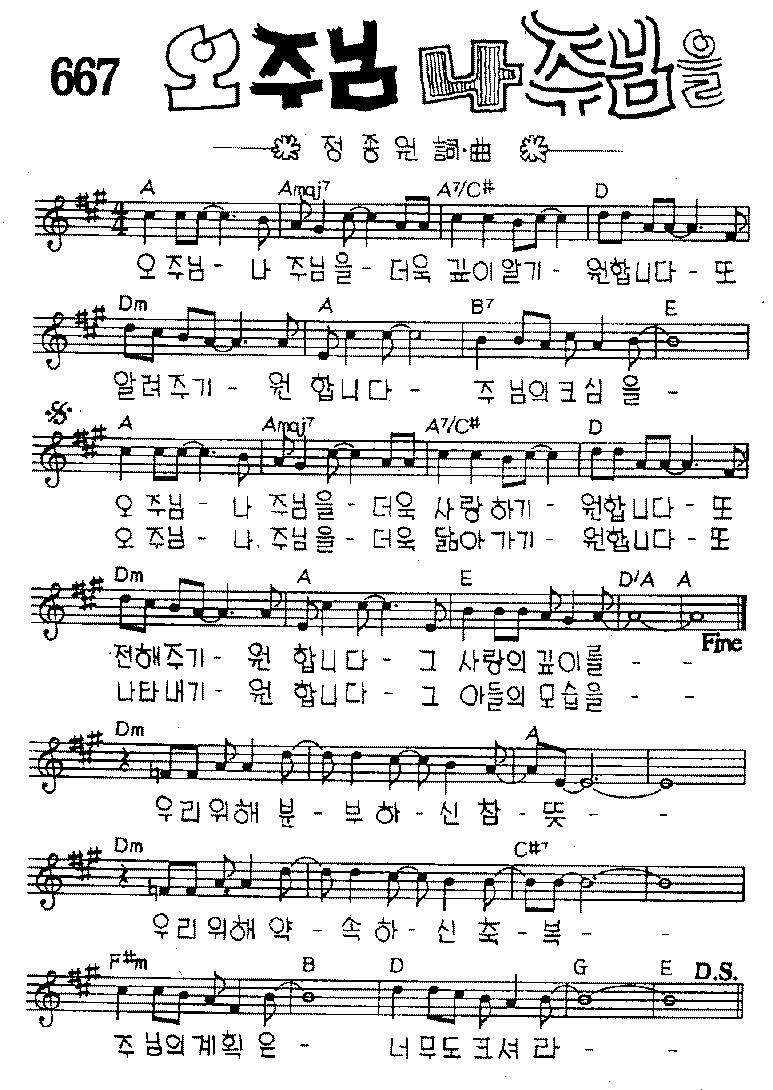 667 오 주님 나 주님을
정종원 詞·曲
A Amaj7 A7/C# D
오 주님- 나 주님을- 더욱 깊이알기- 원합니다- 또
Dm A B7 E
알려주기- 원 합니다- 주 님의크심 을 -
A Amaj7 A7/C# D
오 주님- 나 주님을- 더욱 사랑하기- 원합니다- 또
오 주님- 나 주님을- 더욱 닮아가기- 원합니다- 또
Dm A E D/A A
Fine
전해주기- 원 합니다- 그 사랑의깊이를 - -
나타내기- 원 합니다- 그 아들의 모습을 - -
Dm A
우리위해 분-부하-신참-뜻- -
Dm C#7
우리위해 약-속하-신축-복- -
F#m B D G E D.S.
주 님의계획 은- 너 무도크셔 라- -